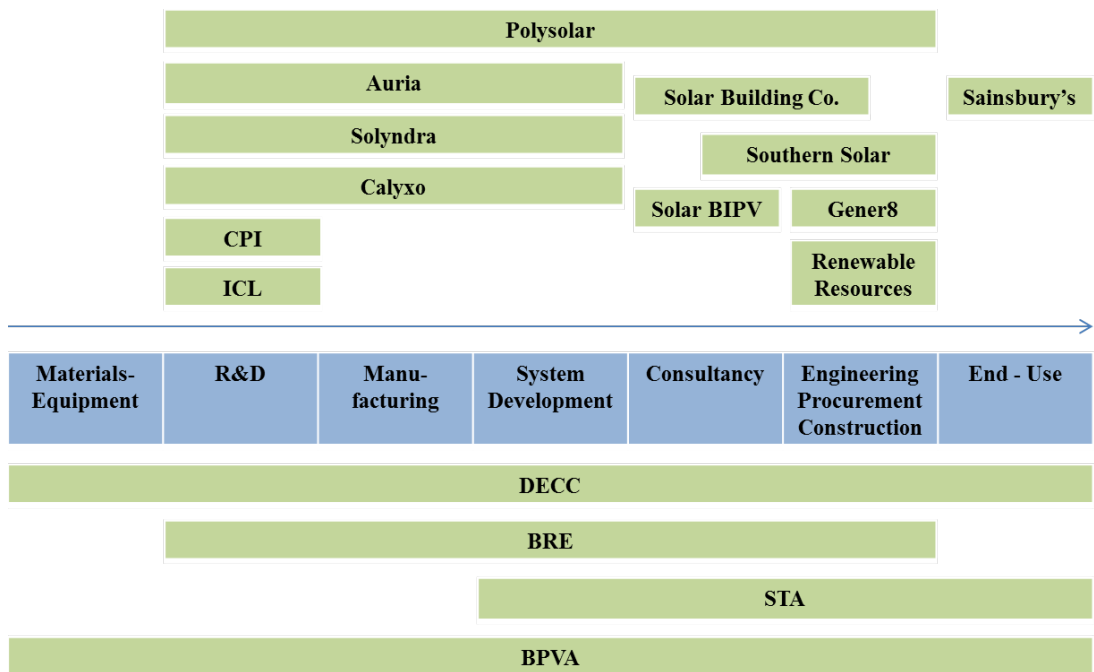 Polysolar
Auria
Solar Building Co.
Sainsbury’s
Solyndra
Southern Solar
Calyxo
Solar BIPV
Gener8
CPI
Renewable
Resources
ICL
Materials-
Equipment
R&D
Manu-
facturing
System
Development
Consultancy
Engineering
Procurement
Construction
End - Use
DECC
BRE
STA
BPVA